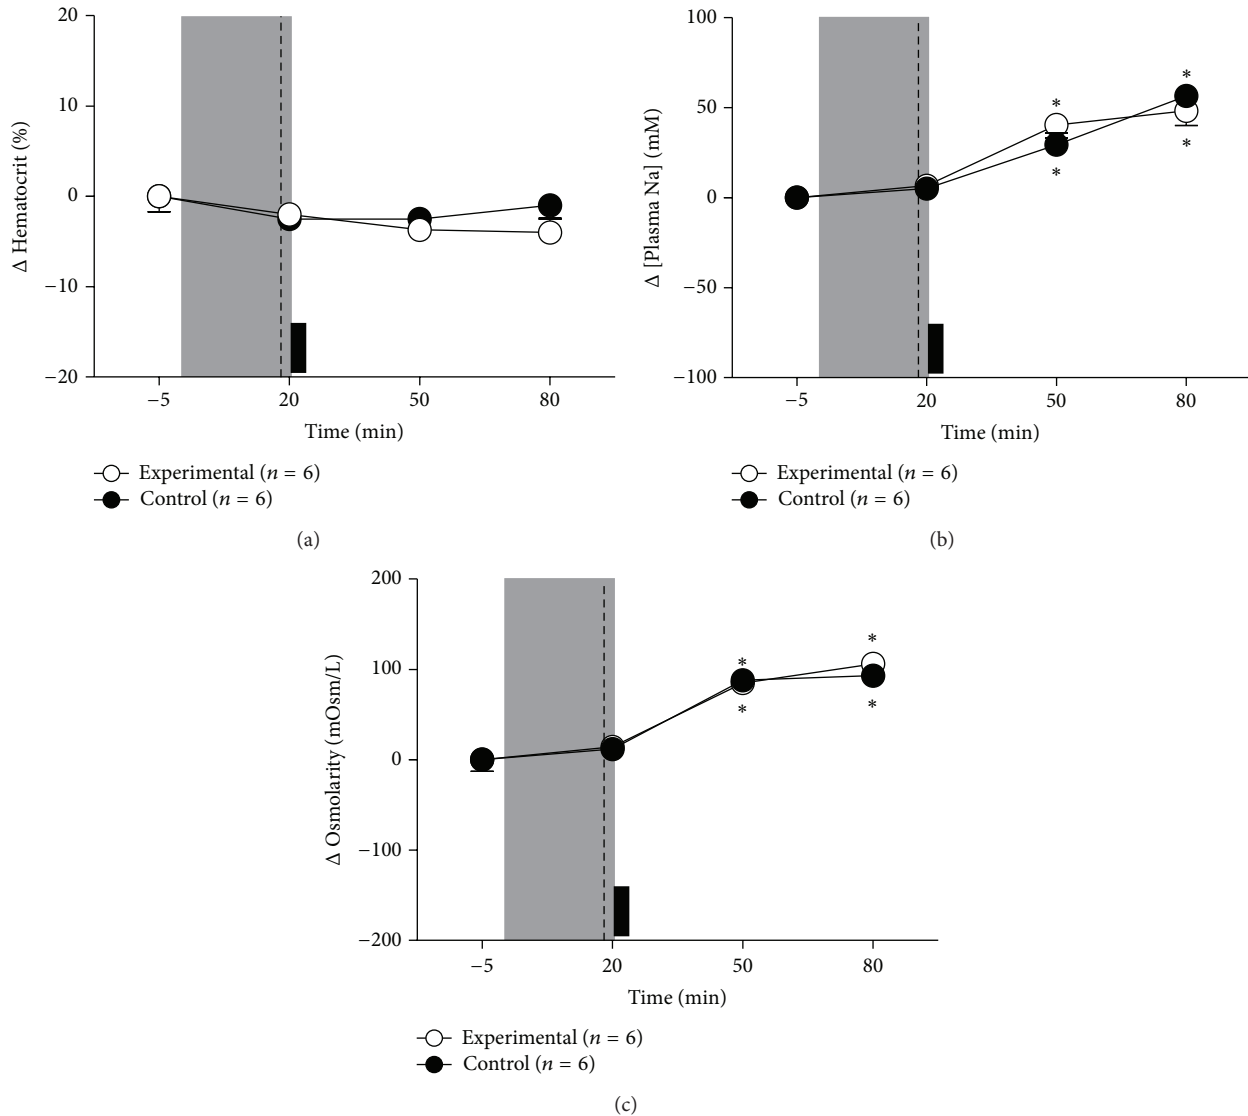 20
10
0
−10
−20
Δ Hematocrit (%)
−5 20 50 80
Time (min)
Experimental (n = 6)
Control (n = 6)
(a)
100
50
0
−50
−100
Δ [Plasma Na] (mM)
* *
* *
−5 20 50 80
Time (min)
Experimental (n = 6)
Control (n = 6)
(b)
200
100
0
−100
−200
Δ Osmolarity (mOsm/L)
* *
* *
−5 20 50 80
Time (min)
Experimental (n = 6)
Control (n = 6)
(c)